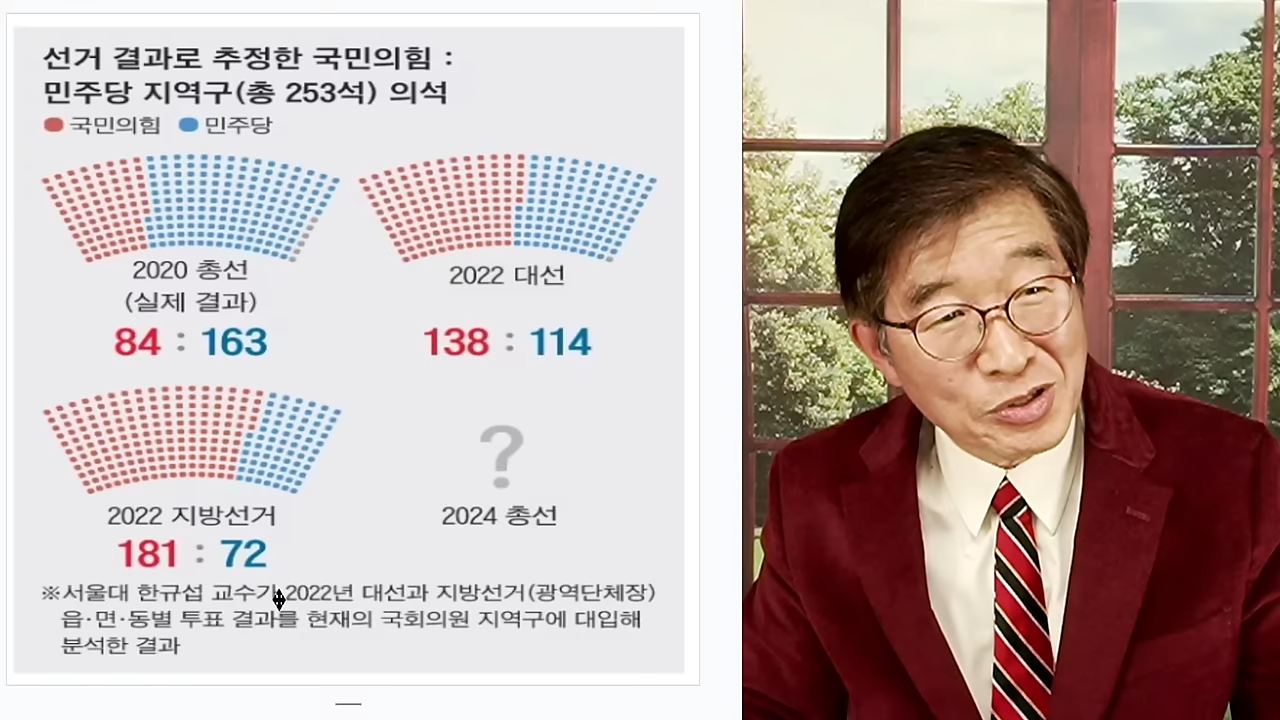 선거 결과로 추정한 국민의힘 :
민주당 지역구(총 253석) 의석
국민의힘 민주당
2020 총선
(실제 결과)
84 : 163
2022 대선
138 : 114
2022 지방선거
181 : 72
?
2024 총선
※서울대 한규섭 교수가 2022년 대선과 지방선거(광역단체장)
읍·면·동별 투표 결과를 현재의 국회의원 지역구에 대입해
분석한 결과